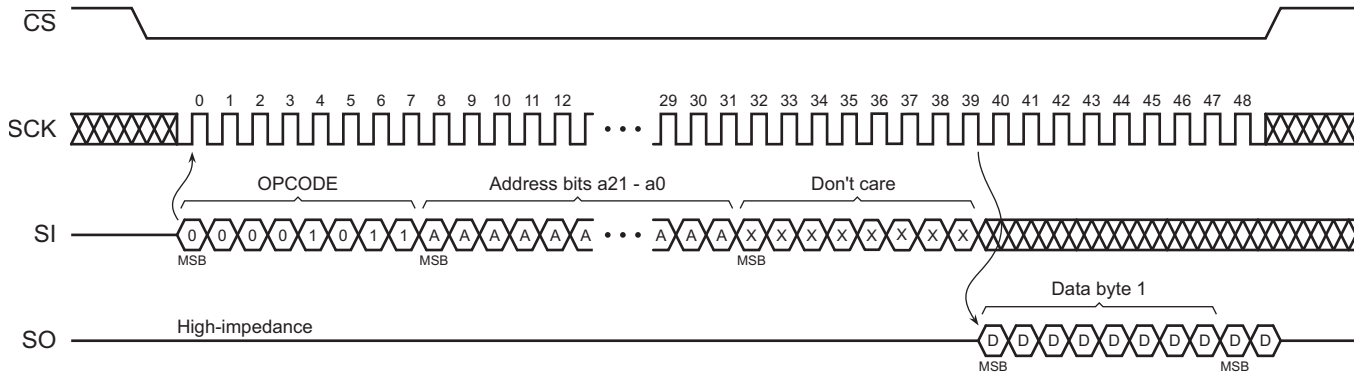 CS
0 1 2 3 4 5 6 7 8 9 10 11 12 29 30 31 32 33 34 35 36 37 38 39 40 41 42 43 44 45 46 47 48
SCK • • •
OPCODE Address bits a21 - a0 Don't care
SI 0 0 0 0 1 0 1 1 A A A A A A • • • A A A X X X X X X X X
MSB MSB MSB
Data byte 1
High-impedance
SO D D D D D D D D D D
MSB MSB